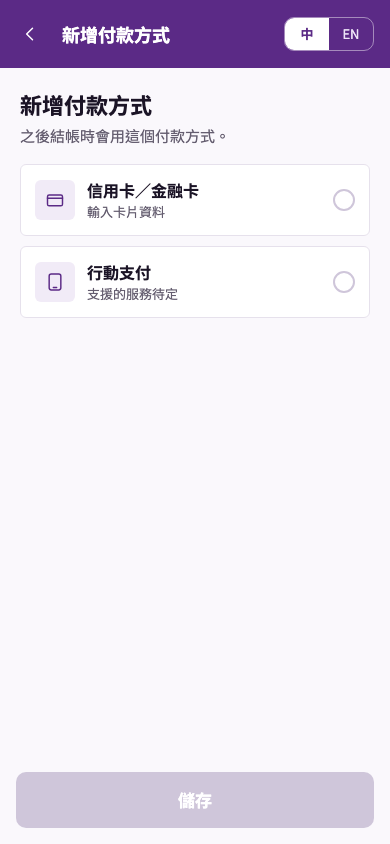 新增付款方式
中
EN
新增付款方式
之後結帳時會用這個付款方式。
信用卡／金融卡
輸入卡片資料
行動支付
支援的服務待定
儲存